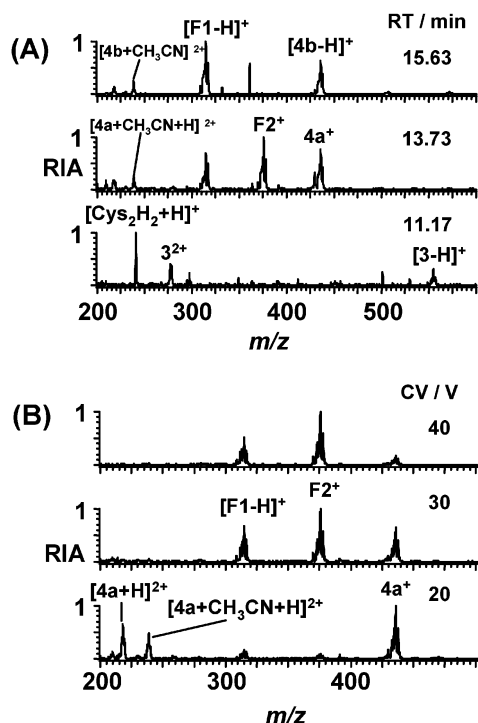 (A)
[F1-H]⁺ RT / min
1 [4b+CH₃CN] ²⁺ [4b-H]⁺ 15.63
1 [4a+CH₃CN+H] ²⁺ F2⁺ 4a⁺ 13.73
RIA
[Cys₂H₂+H]⁺ 11.17
1 3²⁺ [3-H]⁺
200 300 400 500
m/z
(B) CV / V
1 40
1 [F1-H]⁺ F2⁺ 30
RIA
[4a+H]²⁺ [4a+CH₃CN+H]²⁺ 4a⁺ 20
1
200 300 400
m/z